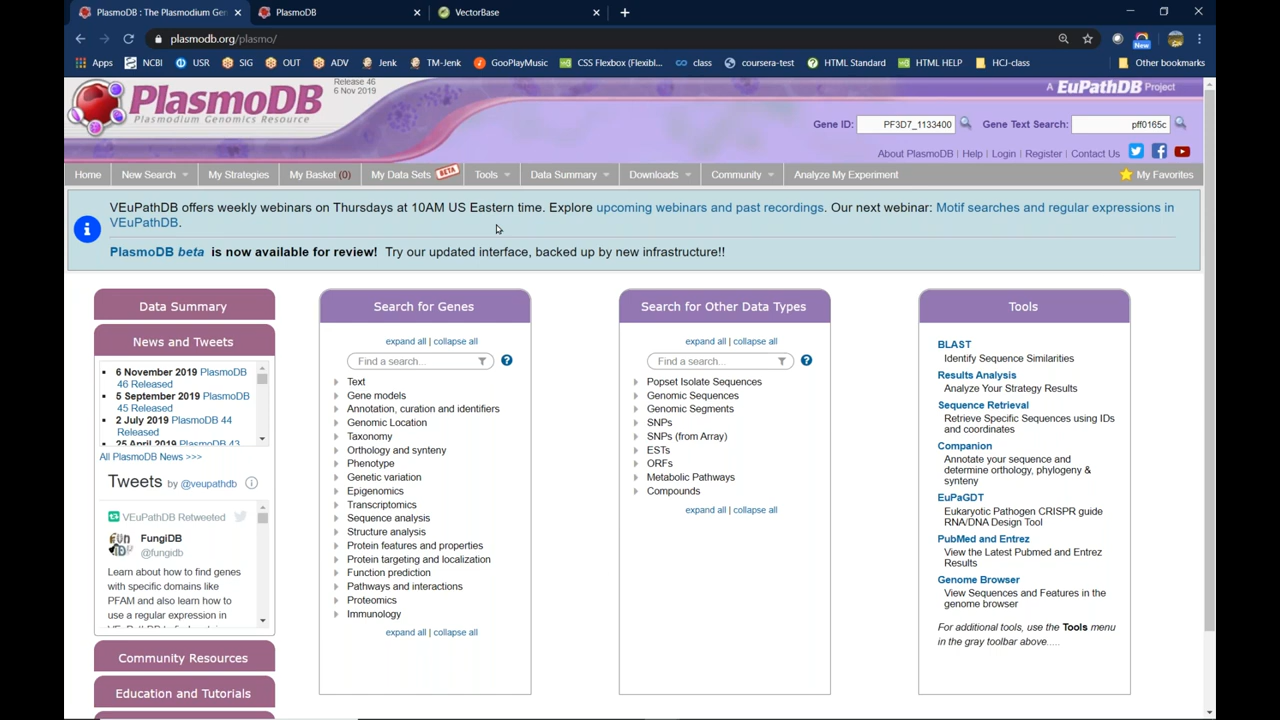 PlasmoDB : The Plasmodium Gen
PlasmoDB
VectorBase
plasmodb.org/plasmo/
New
Apps
NCBI
USR
SIG
OUT
ADV
Jenk
TM-Jenk
GooPlayMusic
CSS Flexbox (Flexibl...
class
coursera-test
HTML Standard
HTML HELP
HCJ-class
Other bookmarks
PlasmoDB
Plasmodium Genomics Resource
Release 46
6 Nov 2019
A EuPathDB Project
Gene ID: PF3D7_1133400
Gene Text Search: pff0165c
About PlasmoDB | Help | Login | Register | Contact Us
Home
New Search
My Strategies
My Basket (0)
My Data Sets BETA
Tools
Data Summary
Downloads
Community
Analyze My Experiment
My Favorites
VEuPathDB offers weekly webinars on Thursdays at 10AM US Eastern time. Explore upcoming webinars and past recordings. Our next webinar: Motif searches and regular expressions in
VEuPathDB.
PlasmoDB beta is now available for review! Try our updated interface, backed up by new infrastructure!!
Data Summary
News and Tweets
6 November 2019 PlasmoDB
46 Released
5 September 2019 PlasmoDB
45 Released
2 July 2019 PlasmoDB 44
Released
25 April 2019 PlasmoDB 43
All PlasmoDB News >>>
Tweets by @veupathdb
VEuPathDB Retweeted
FungiDB
@fungidb
Learn about how to find genes
with specific domains like
PFAM and also learn how to
use a regular expression in
Community Resources
Education and Tutorials
Search for Genes
expand all | collapse all
Find a search...
Text
Gene models
Annotation, curation and identifiers
Genomic Location
Taxonomy
Orthology and synteny
Phenotype
Genetic variation
Epigenomics
Transcriptomics
Sequence analysis
Structure analysis
Protein features and properties
Protein targeting and localization
Function prediction
Pathways and interactions
Proteomics
Immunology
expand all | collapse all
Search for Other Data Types
expand all | collapse all
Find a search...
Popset Isolate Sequences
Genomic Sequences
Genomic Segments
SNPs
SNPs (from Array)
ESTs
ORFs
Metabolic Pathways
Compounds
expand all | collapse all
Tools
BLAST
Identify Sequence Similarities
Results Analysis
Analyze Your Strategy Results
Sequence Retrieval
Retrieve Specific Sequences using IDs
and coordinates
Companion
Annotate your sequence and
determine orthology, phylogeny &
synteny
EuPaGDT
Eukaryotic Pathogen CRISPR guide
RNA/DNA Design Tool
PubMed and Entrez
View the Latest Pubmed and Entrez
Results
Genome Browser
View Sequences and Features in the
genome browser
For additional tools, use the Tools menu
in the gray toolbar above.....